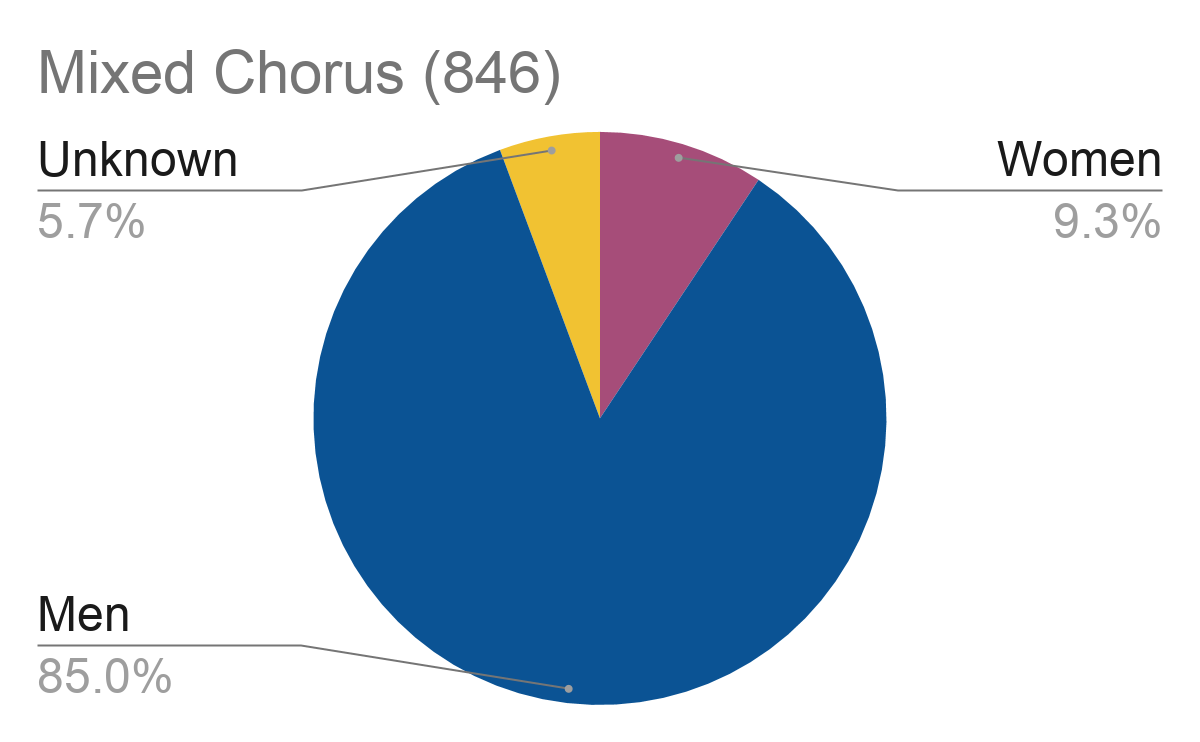 Mixed Chorus (846)
Unknown
5.7%
Women
9.3%
Men
85.0%